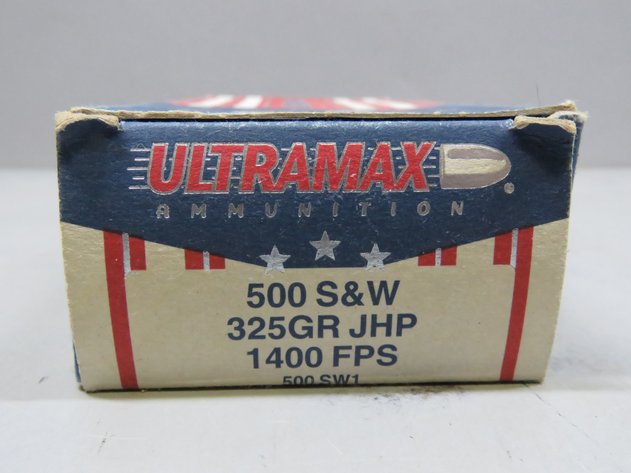 ULTRAMAX
AMMUNITION
500 S&W
325GR JHP
1400 FPS
500 SW1